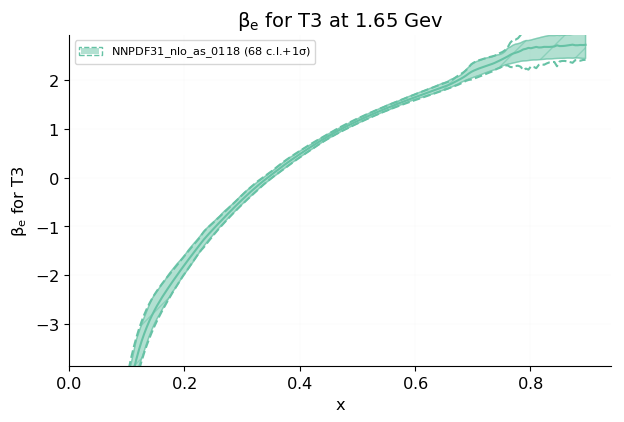 βe for T3 at 1.65 Gev
NNPDF31_nlo_as_0118 (68 c.l.+1σ)
βe for T3
2
1
0
−1
−2
−3
0.0
0.2
0.4
0.6
0.8
x